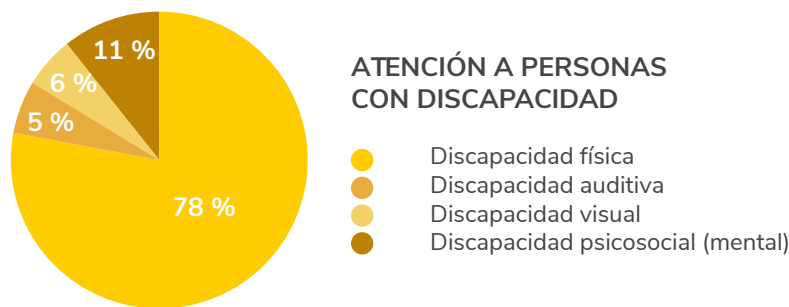 11 %
6 %
5 %
78 %
ATENCIÓN A PERSONAS
CON DISCAPACIDAD
Discapacidad física
Discapacidad auditiva
Discapacidad visual
Discapacidad psicosocial (mental)